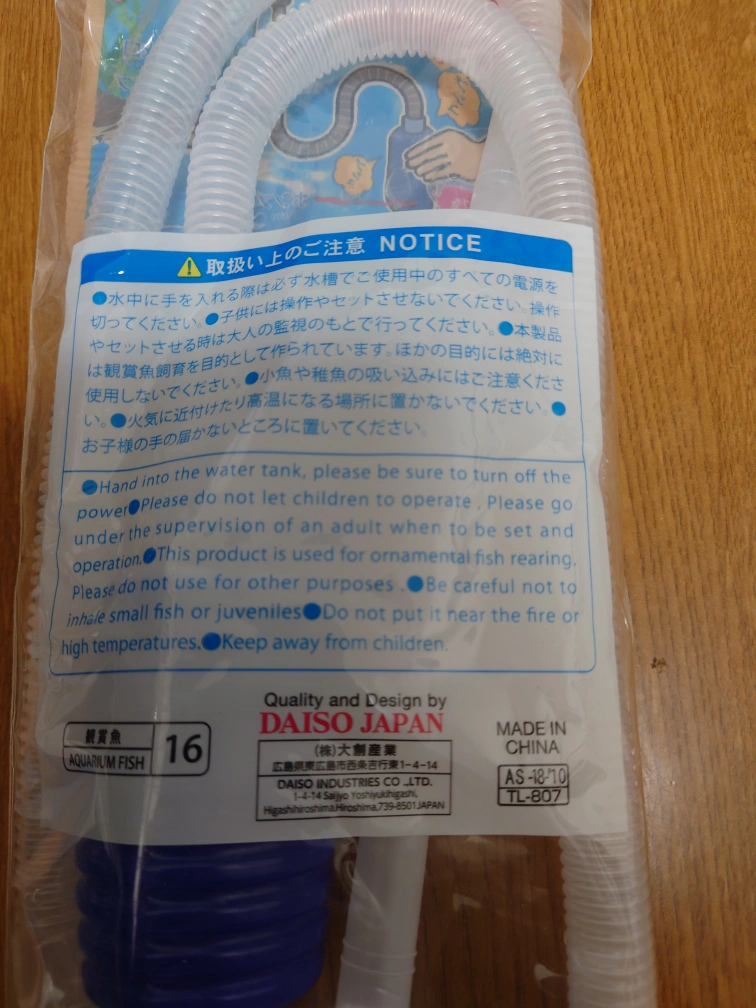 ⚠取扱い上のご注意 NOTICE
●水中に手を入れる際は必ず水槽でご使用中のすべての電源を
切ってください。●子供には操作やセットさせないでください。操作
やセットさせる時は大人の監視のもとで行ってください。●本製品
は観賞魚飼育を目的として作られています。ほかの目的には絶対に
使用しないでください。●小魚や稚魚の吸い込みにはご注意くださ
い。●火気に近付けたり高温になる場所に置かないでください。●
お子様の手の届かないところに置いてください。
●Hand into the water tank, please be sure to turn off the
power●Please do not let children to operate . Please go
under the supervision of an adult when to be set and
operation.●This product is used for ornamental fish rearing.
Please do not use for other purposes .●Be careful not to
inhale small fish or juveniles●Do not put it near the fire or
high temperatures.●Keep away from children.
Quality and Design by
DAISO JAPAN
観賞魚
AQUARIUM FISH
16
(株)大創産業
広島県東広島市西条吉行東1-4-14
DAISO INDUSTRIES CO .,LTD.
1-4-14 Saijyo Yoshiyukihigashi,
Higashihiroshima,Hiroshima,739-8501JAPAN
MADE IN
CHINA
AS -18-'10
TL-807